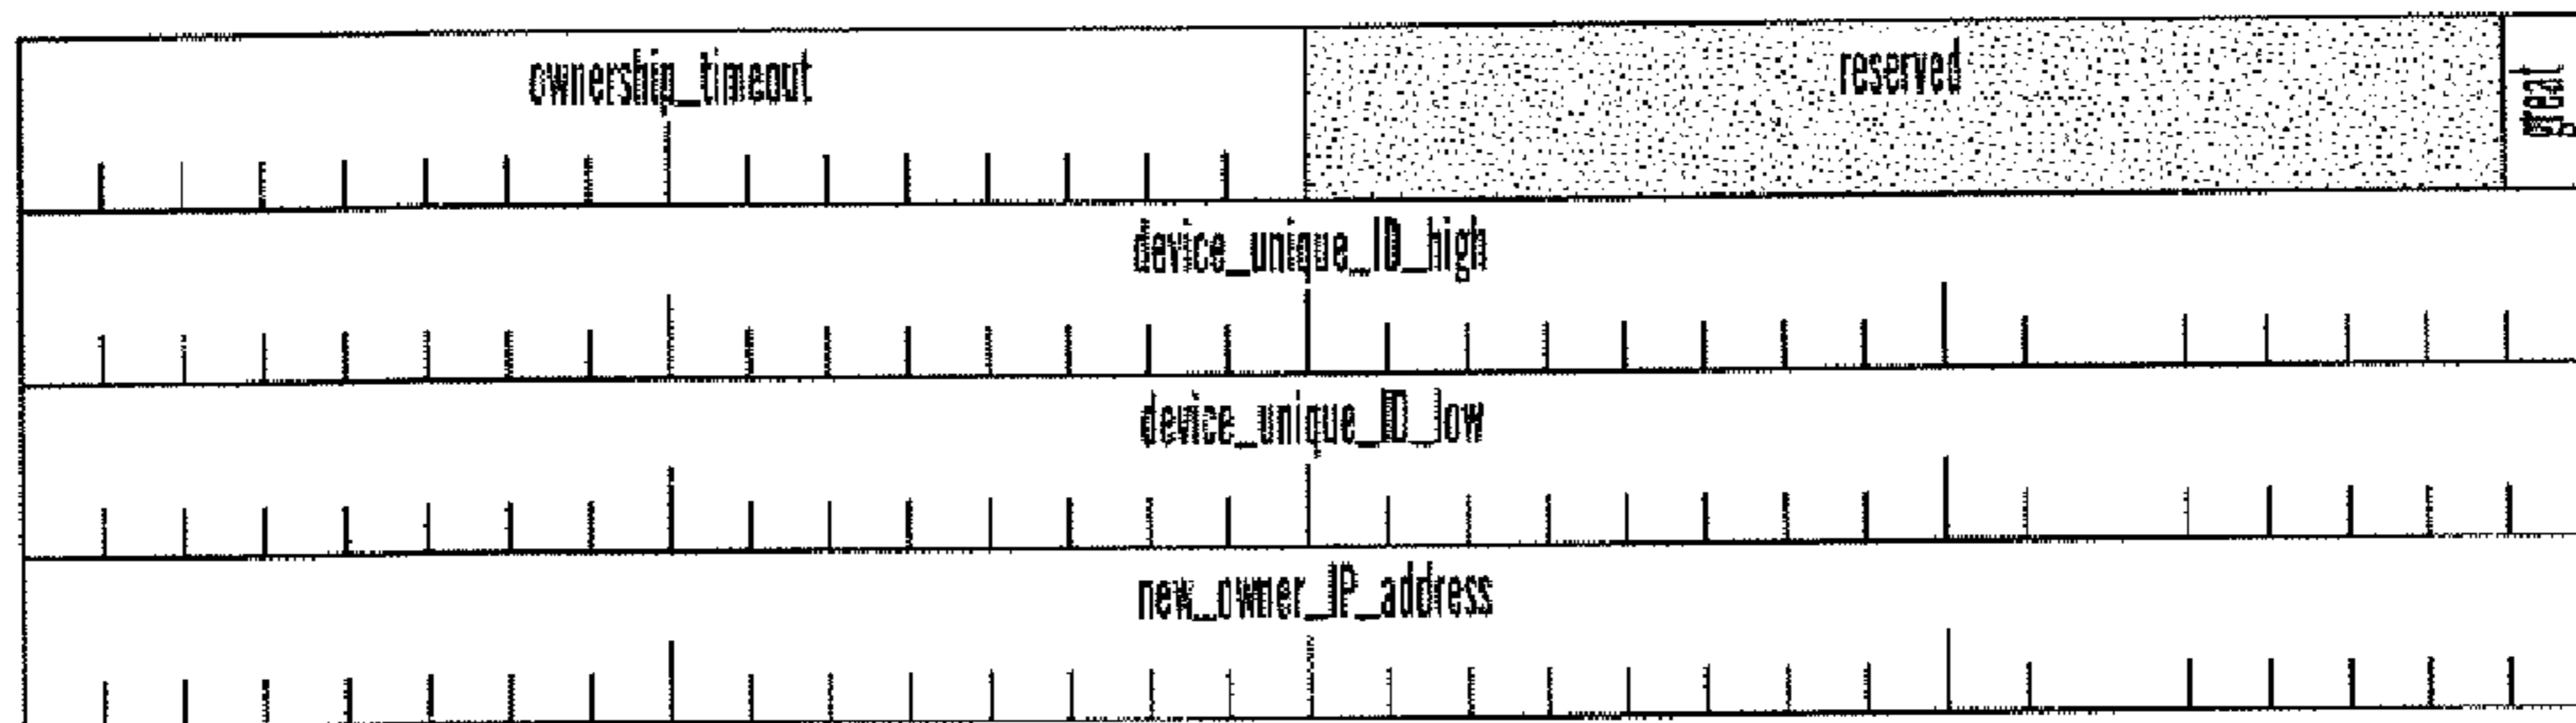 ownership_timeout
reserved
device_unique_ID_high
device_unique_ID_low
new_owner_IP_address